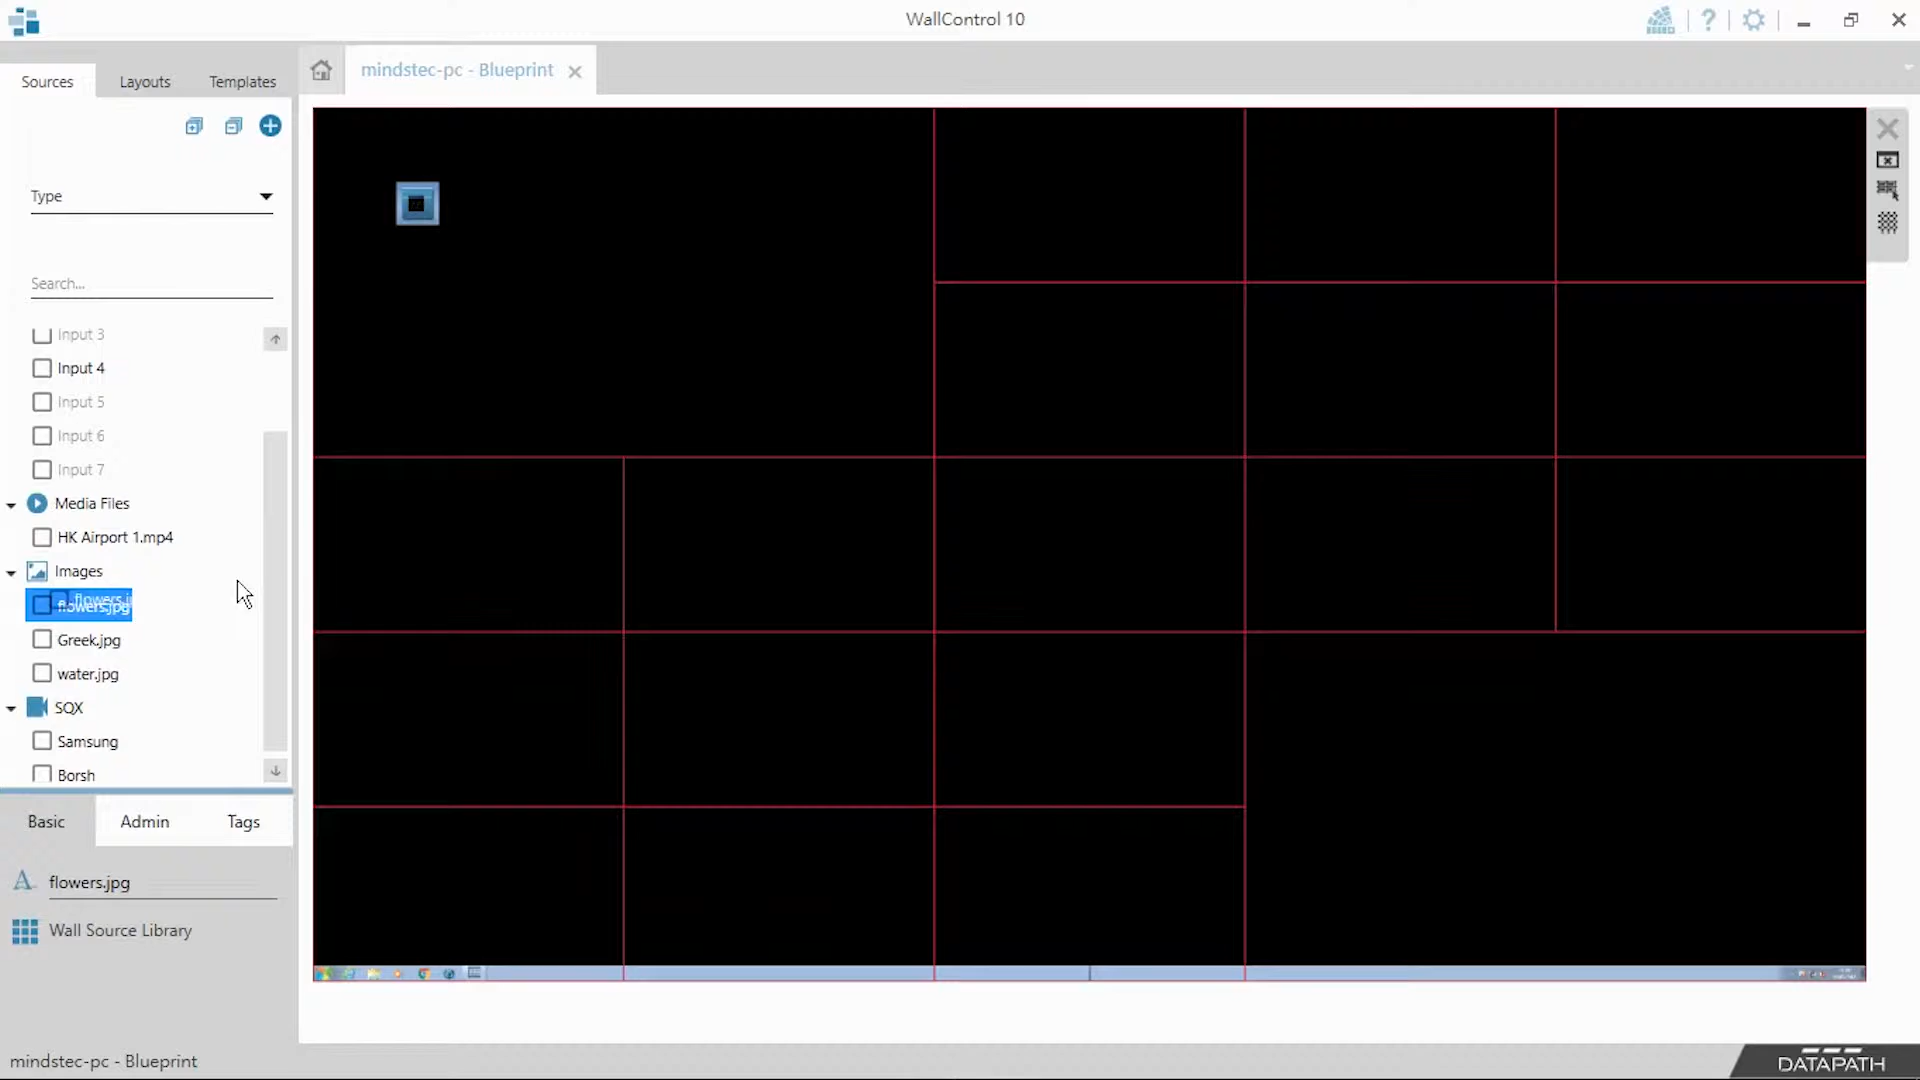 WallControl 10
?
Sources
Layouts
Templates
mindstec-pc - Blueprint
Type
Search...
Input 3
Input 4
Input 5
Input 6
Input 7
Media Files
HK Airport 1.mp4
Images
flowers.jpg
Greek.jpg
water.jpg
SQX
Samsung
Borsh
Basic
Admin
Tags
A
flowers.jpg
Wall Source Library
mindstec-pc - Blueprint
DATAPATH